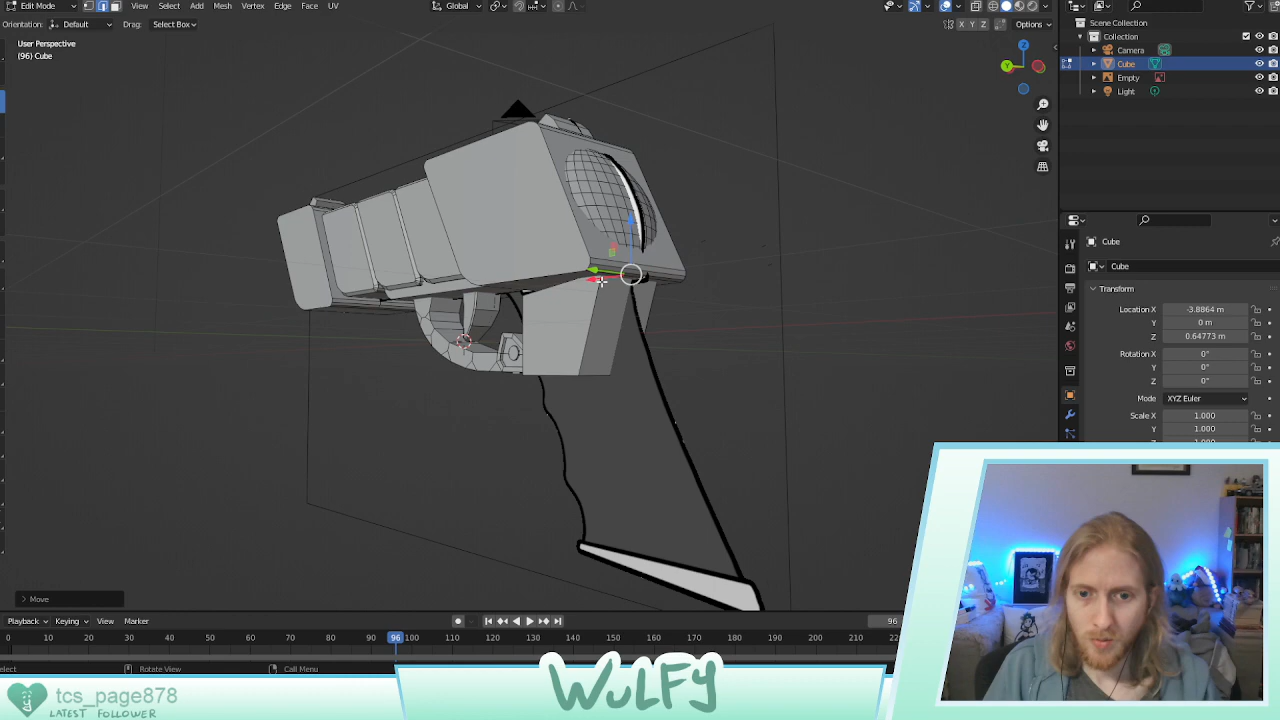 Edit Mode View Select Add Mesh Vertex Edge Face UV Global
Orientation: Default Drag: Select Box X Y Z Options
User Perspective
(96) Cube
Y
Z
Scene Collection
Collection
Camera
Cube
Empty
Light
Cube
Cube
Transform
Location X -3.8864 m
Y 0 m
Z 0.64773 m
Rotation X 0°
Y 0°
Z 0°
Mode XYZ Euler
Scale X 1.000
Y 1.000
Move
Playback Keying View Marker 96
0 10 20 30 40 50 60 70 80 90 96 100 110 120 130 140 150 160 170 180 190 200 210 220
elect Rotate View Call Menu
tcs_page878
LATEST FOLLOWER
WULFY